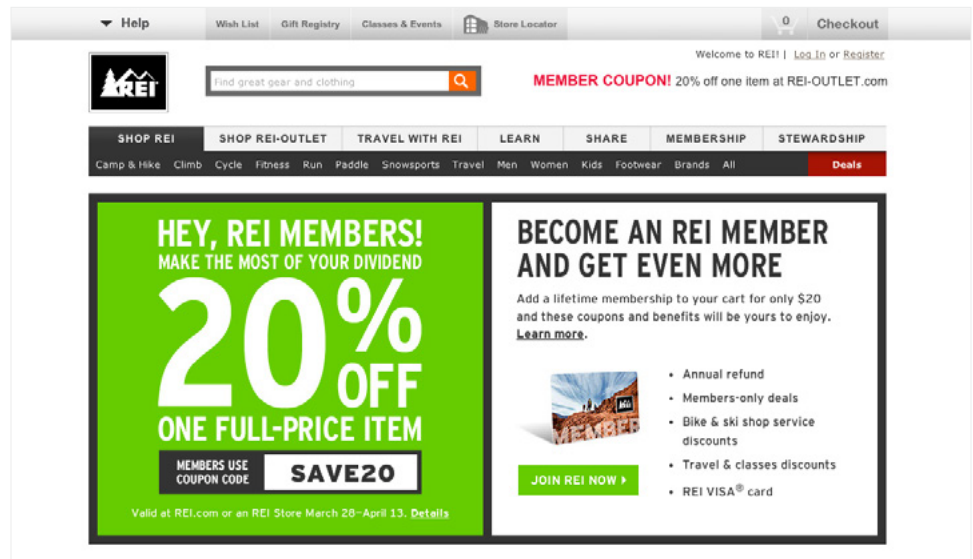 Help
Wish List
Gift Registry
Classes & Events
Store Locator
0
Checkout
Welcome to REI! | Log In or Register
REI
Find great gear and clothing
MEMBER COUPON! 20% off one item at REI-OUTLET.com
SHOP REI
SHOP REI-OUTLET
TRAVEL WITH REI
LEARN
SHARE
MEMBERSHIP
STEWARDSHIP
Camp & Hike Climb Cycle Fitness Run Paddle Snowsports Travel Men Women Kids Footwear Brands All
Deals
HEY, REI MEMBERS!
MAKE THE MOST OF YOUR DIVIDEND
20%
OFF
ONE FULL-PRICE ITEM
MEMBERS USE
COUPON CODE
SAVE20
Valid at REI.com or an REI Store March 28–April 13. Details
BECOME AN REI MEMBER
AND GET EVEN MORE
Add a lifetime membership to your cart for only $20
and these coupons and benefits will be yours to enjoy.
Learn more.
REI
MEMBER
JOIN REI NOW
• Annual refund
• Members-only deals
• Bike & ski shop service
discounts
• Travel & classes discounts
• REI VISA® card